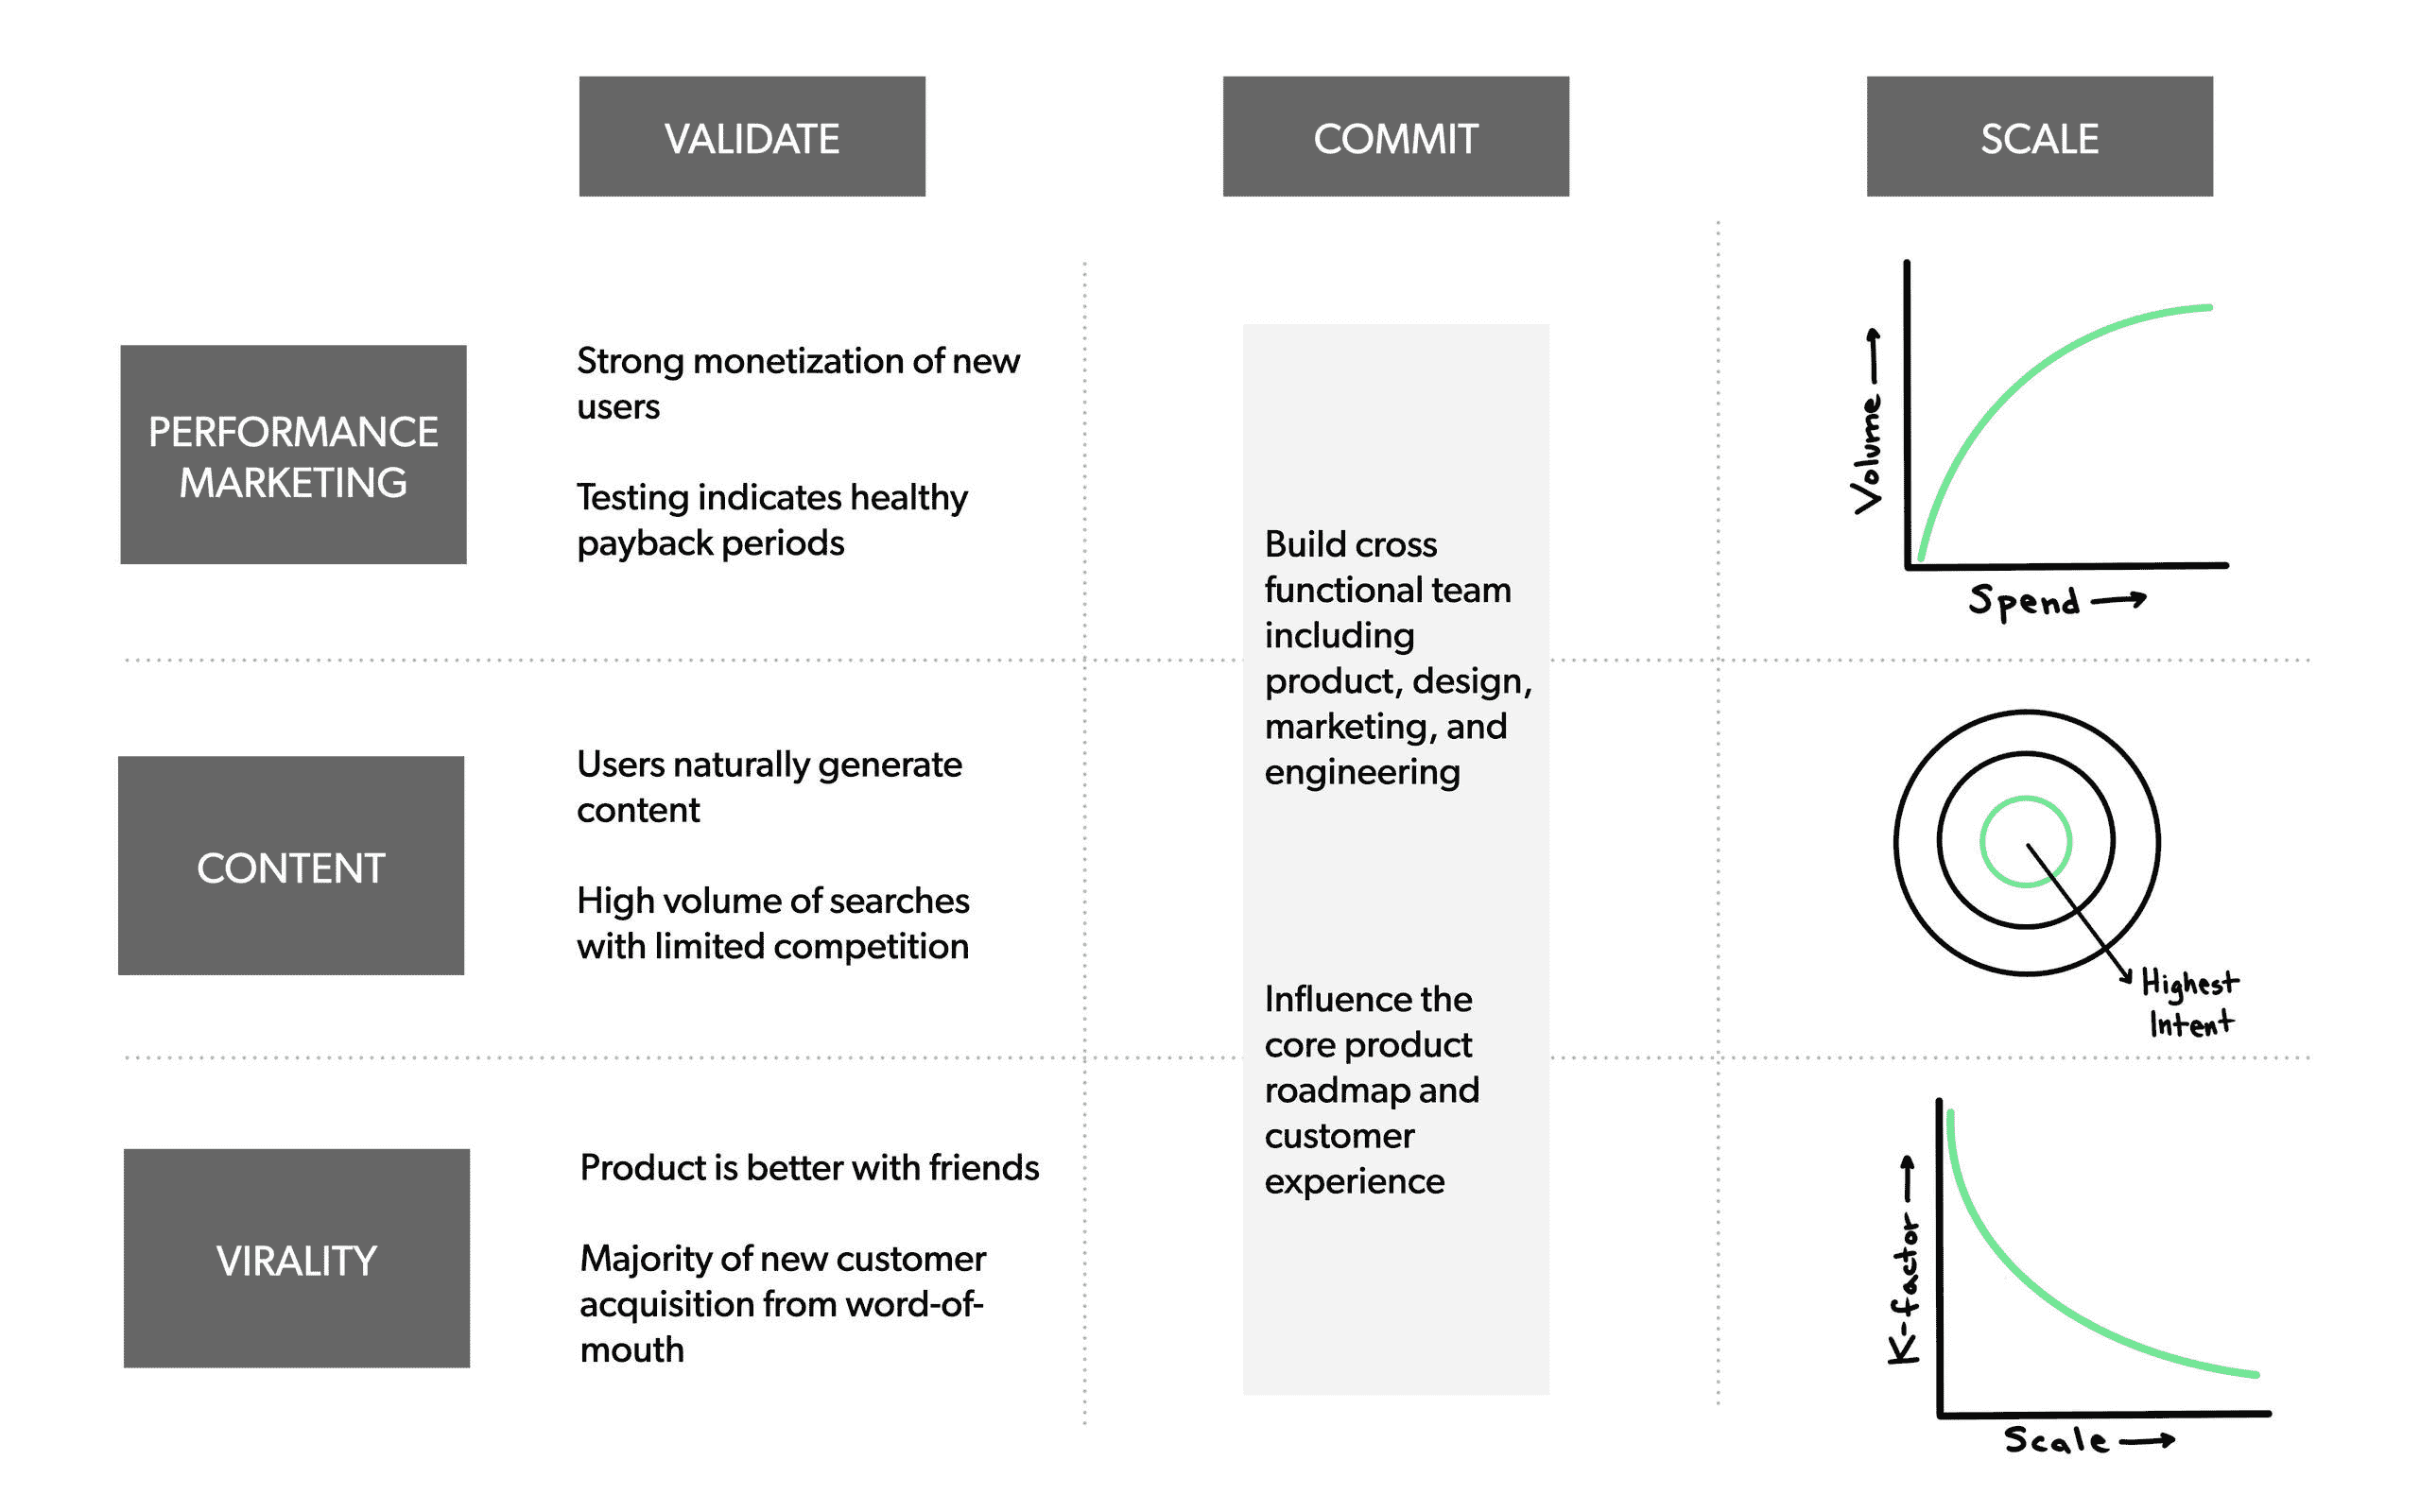 VALIDATE
COMMIT
SCALE
PERFORMANCE
MARKETING
Strong monetization of new
users
Testing indicates healthy
payback periods
Volume
Spend
Build cross
functional team
including
product, design,
marketing, and
engineering
CONTENT
Users naturally generate
content
High volume of searches
with limited competition
Highest
Intent
Influence the
core product
roadmap and
customer
experience
VIRALITY
Product is better with friends
Majority of new customer
acquisition from word-of-
mouth
K-factor
Scale